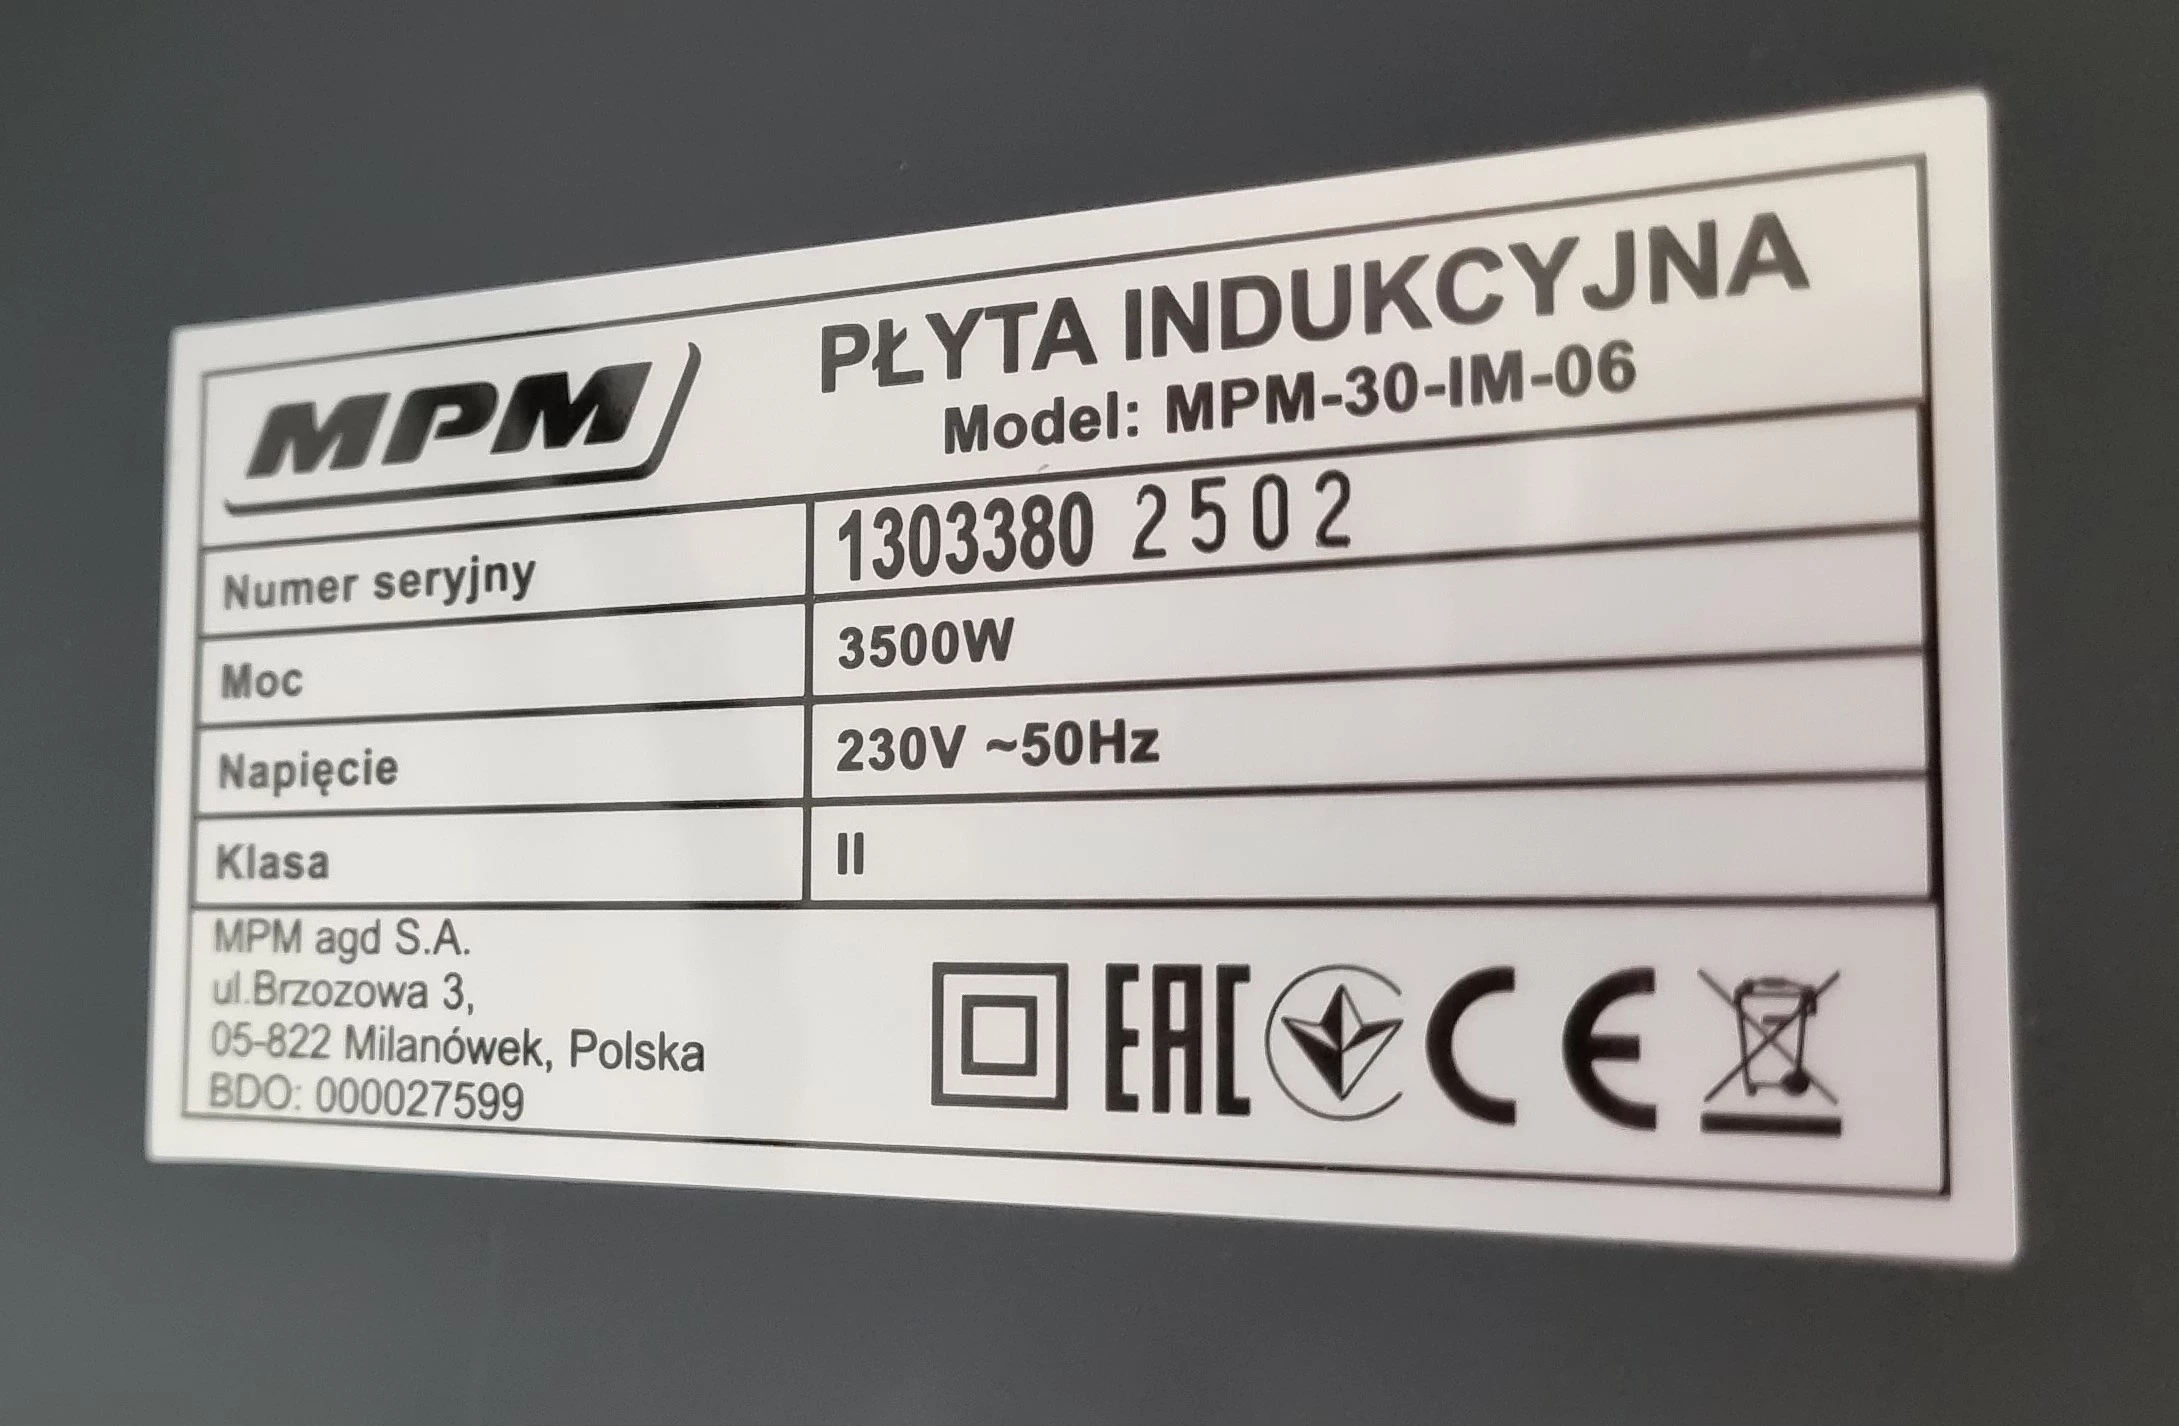 MPM
PŁYTA INDUKCYJNA
Model: MPM-30-IM-06
Numer seryjny 1303380 2502
Moc 3500W
Napięcie 230V ~50Hz
Klasa II
MPM agd S.A.
ul.Brzozowa 3,
05-822 Milanówek, Polska
BDO: 000027599
EAC CE